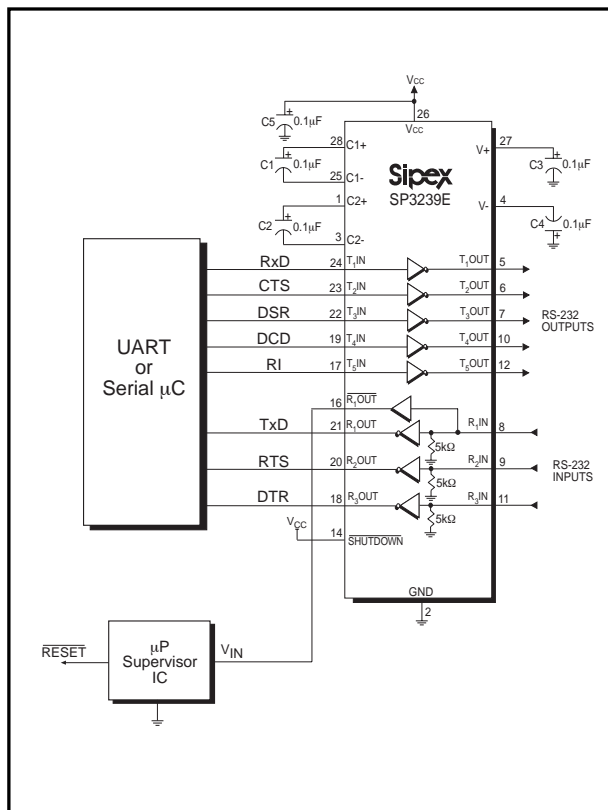 VCC
C5 + 0.1µF
26
VCC
28 C1+
C1 + 0.1µF
25 C1-
1 C2+
C2 + 0.1µF
3 C2-
Sipex
SP3239E
V+ 27
C3 + 0.1µF
V- 4
C4 0.1µF +
UART
or
Serial µC
RxD 24 T1IN T1OUT 5
CTS 23 T2IN T2OUT 6
DSR 22 T3IN T3OUT 7
DCD 19 T4IN T4OUT 10
RI 17 T5IN T5OUT 12
RS-232
OUTPUTS
16 R1OUT
TxD 21 R1OUT R1IN 8
5kΩ
RTS 20 R2OUT R2IN 9
5kΩ
DTR 18 R3OUT R3IN 11
5kΩ
RS-232
INPUTS
VCC
14 SHUTDOWN
GND
2
RESET
µP
Supervisor
IC
VIN